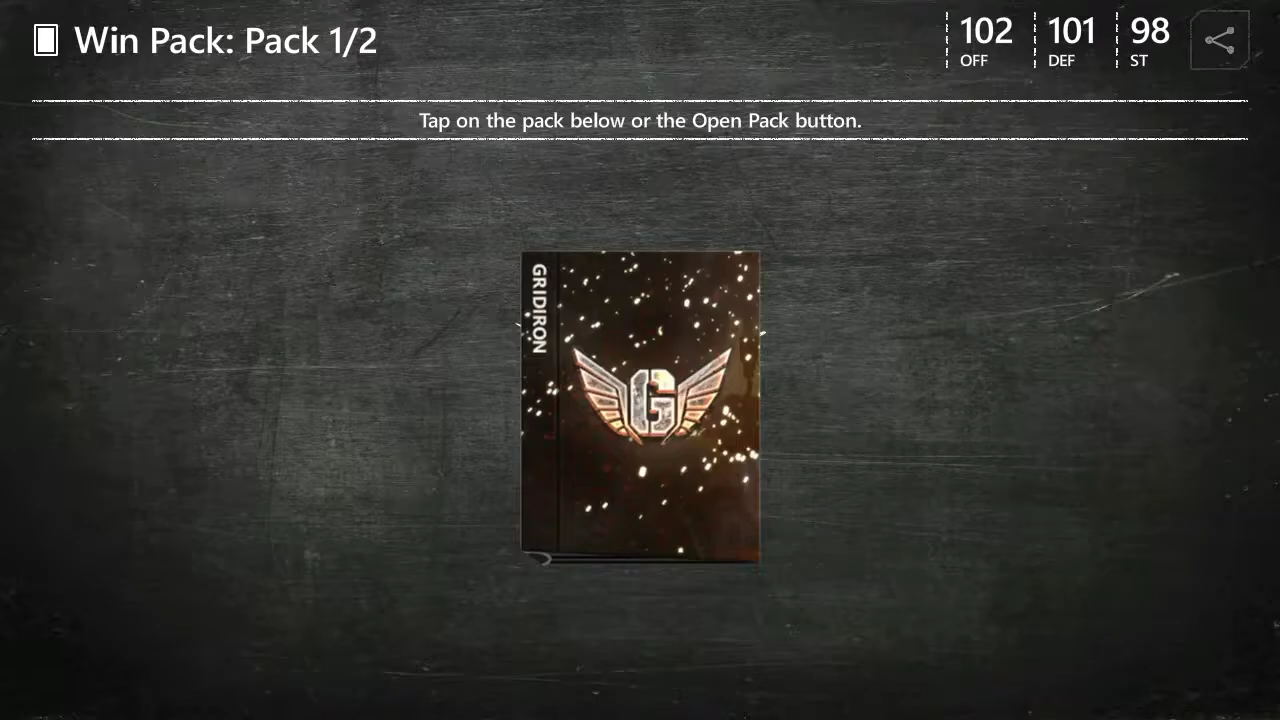 Win Pack: Pack 1/2
102
OFF
101
DEF
98
ST
Tap on the pack below or the Open Pack button.
GRIDIRON
G